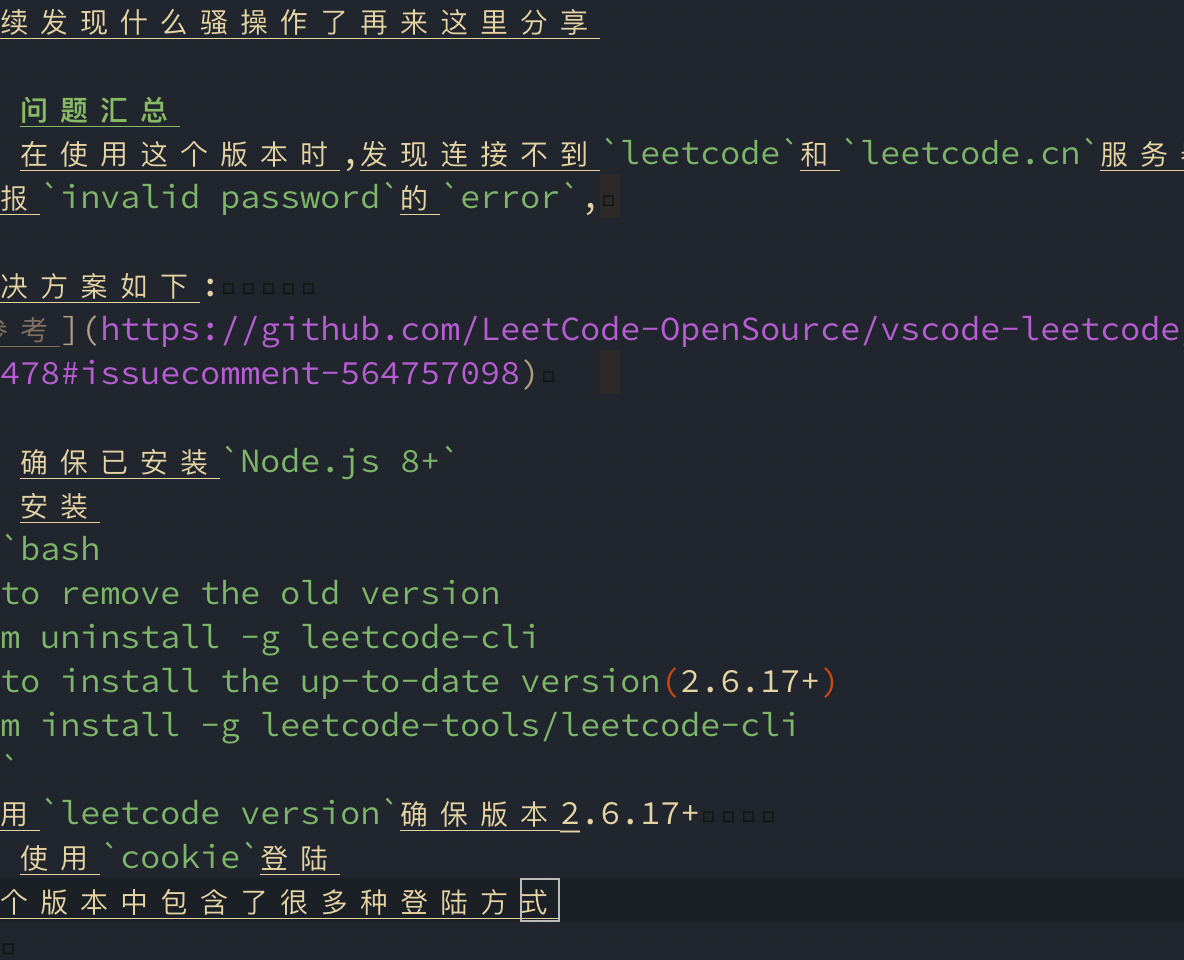 续发现什么骚操作了再来这里分享
问题汇总
在使用这个版本时,发现连接不到`leetcode`和`leetcode.cn`服务
报`invalid password`的`error`,
决方案如下:
考](https://github.com/LeetCode-OpenSource/vscode-leetcode
478#issuecomment-564757098)
确保已安装`Node.js 8+`
安装
`bash
to remove the old version
m uninstall -g leetcode-cli
to install the up-to-date version(2.6.17+)
m install -g leetcode-tools/leetcode-cli
`
用`leetcode version`确保版本2.6.17+
使用`cookie`登陆
个版本中包含了很多种登陆方式